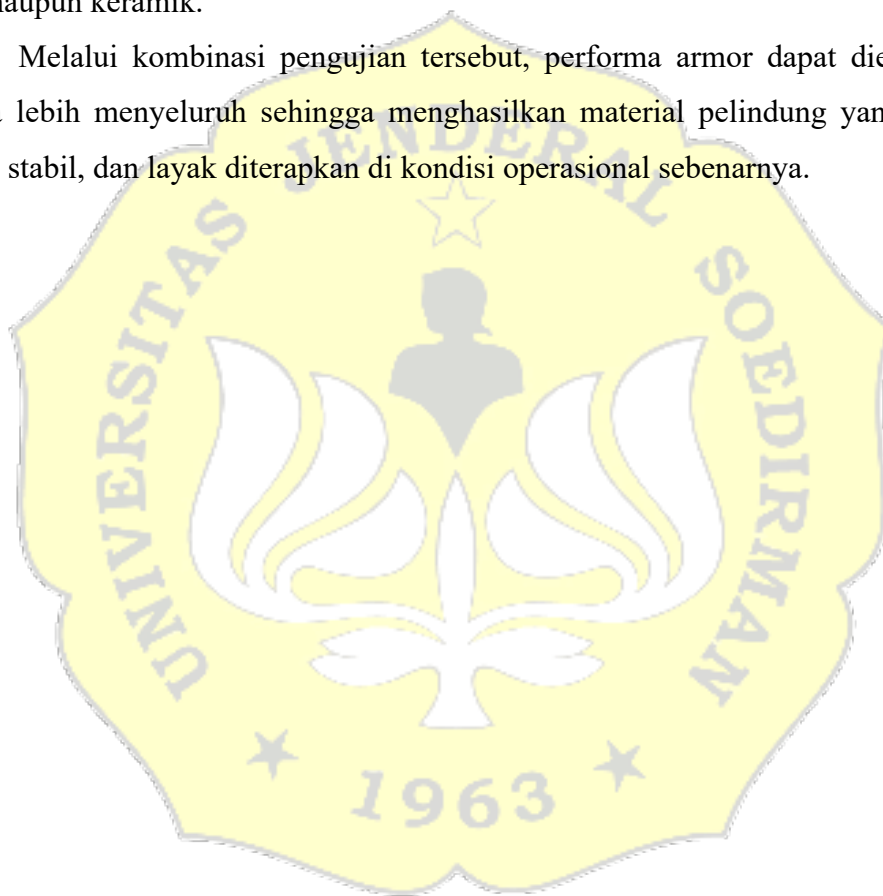 maupun keramik.
Melalui kombinasi pengujian tersebut, performa armor dapat die
lebih menyeluruh sehingga menghasilkan material pelindung yan
stabil, dan layak diterapkan di kondisi operasional sebenarnya.
UNIVERSITAS JENDERAL SOEDIRMAN
1963